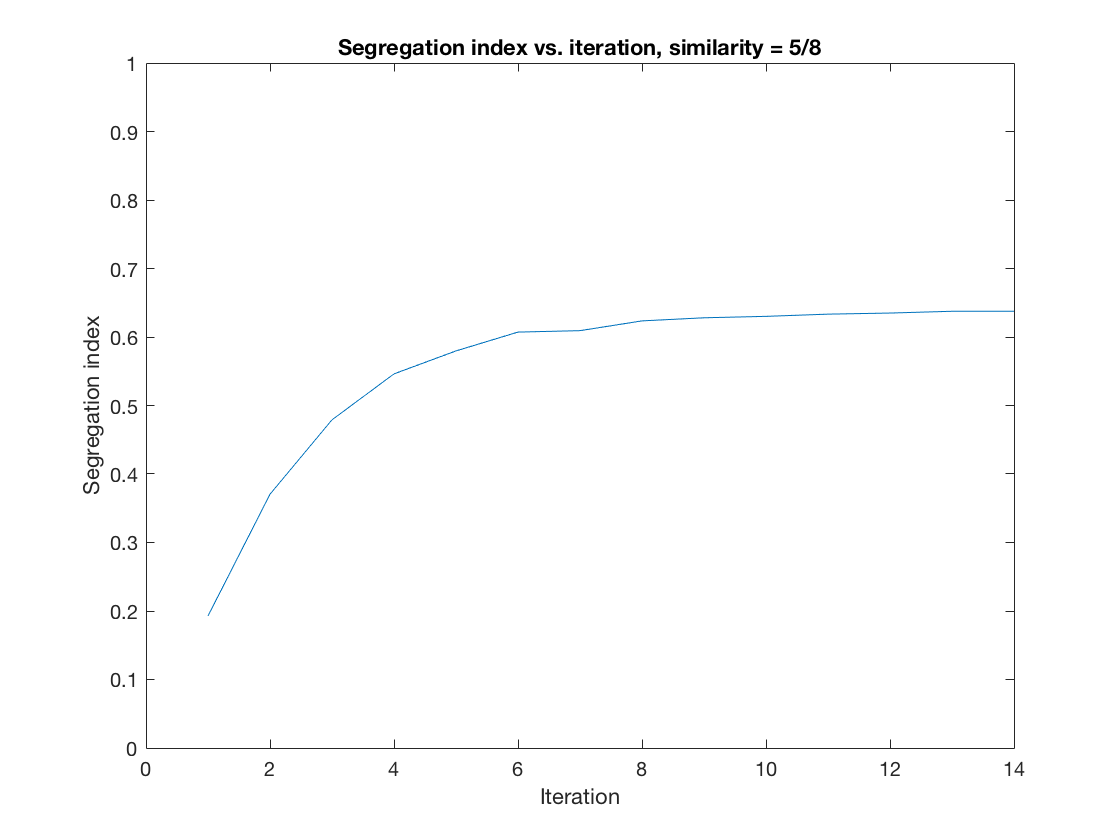 Segregation index vs. iteration, similarity = 5/8
1
0.9
0.8
0.7
0.6
0.5
0.4
0.3
0.2
0.1
0
Segregation index
0 2 4 6 8 10 12 14
Iteration